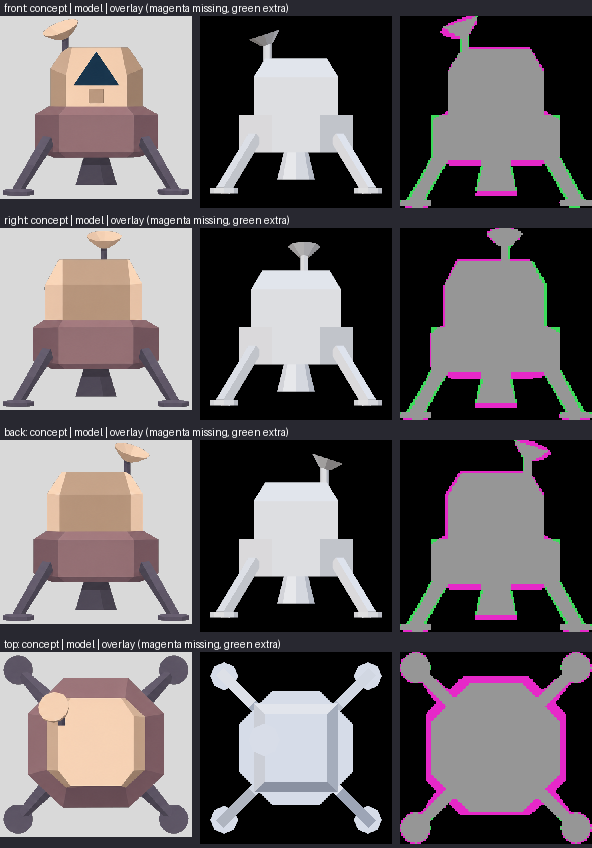 front: concept | model | overlay (magenta missing, green extra)
right: concept | model | overlay (magenta missing, green extra)
back: concept | model | overlay (magenta missing, green extra)
top: concept | model | overlay (magenta missing, green extra)